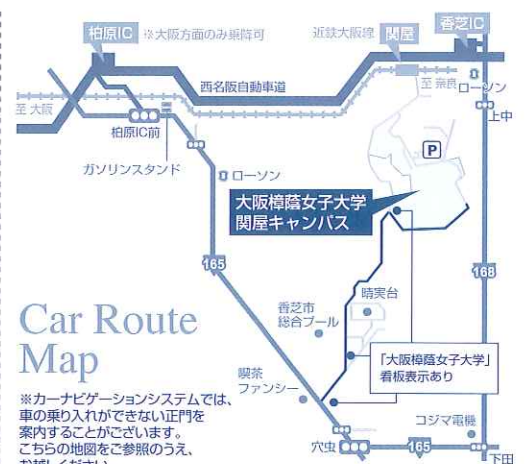 柏原IC
※大阪方面のみ乗降可
近鉄大阪線
関屋
香芝IC
西名阪自動車道
至 奈良
ローソン
至 大阪
上中
柏原IC前
P
ガソリンスタンド
ローソン
大阪樟蔭女子大学
関屋キャンパス
165
168
晴実台
香芝市
総合プール
Car Route
Map
「大阪樟蔭女子大学」
看板表示あり
喫茶
ファンシー
※カーナビゲーションシステムでは、
車の乗り入れができない正門を
案内することがございます。
こちらの地図をご参照のうえ、
お越しください。
コジマ電機
穴虫
165
下田